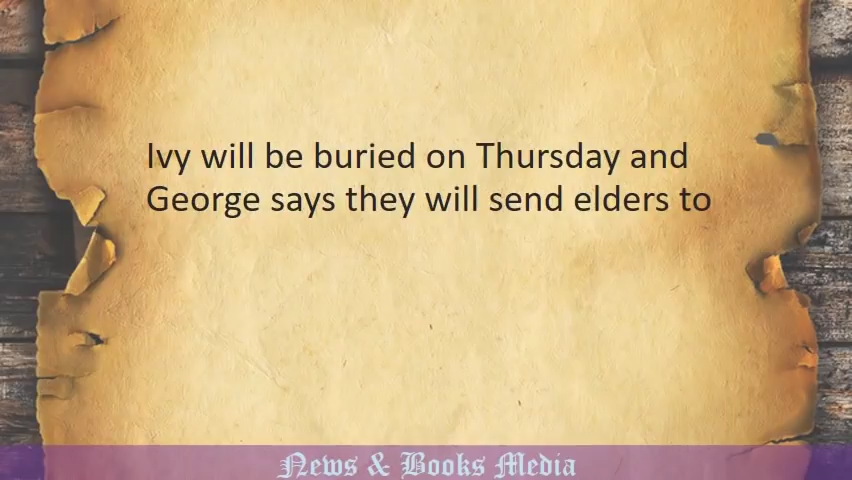 Ivy will be buried on Thursday and
George says they will send elders to
News & Books Media